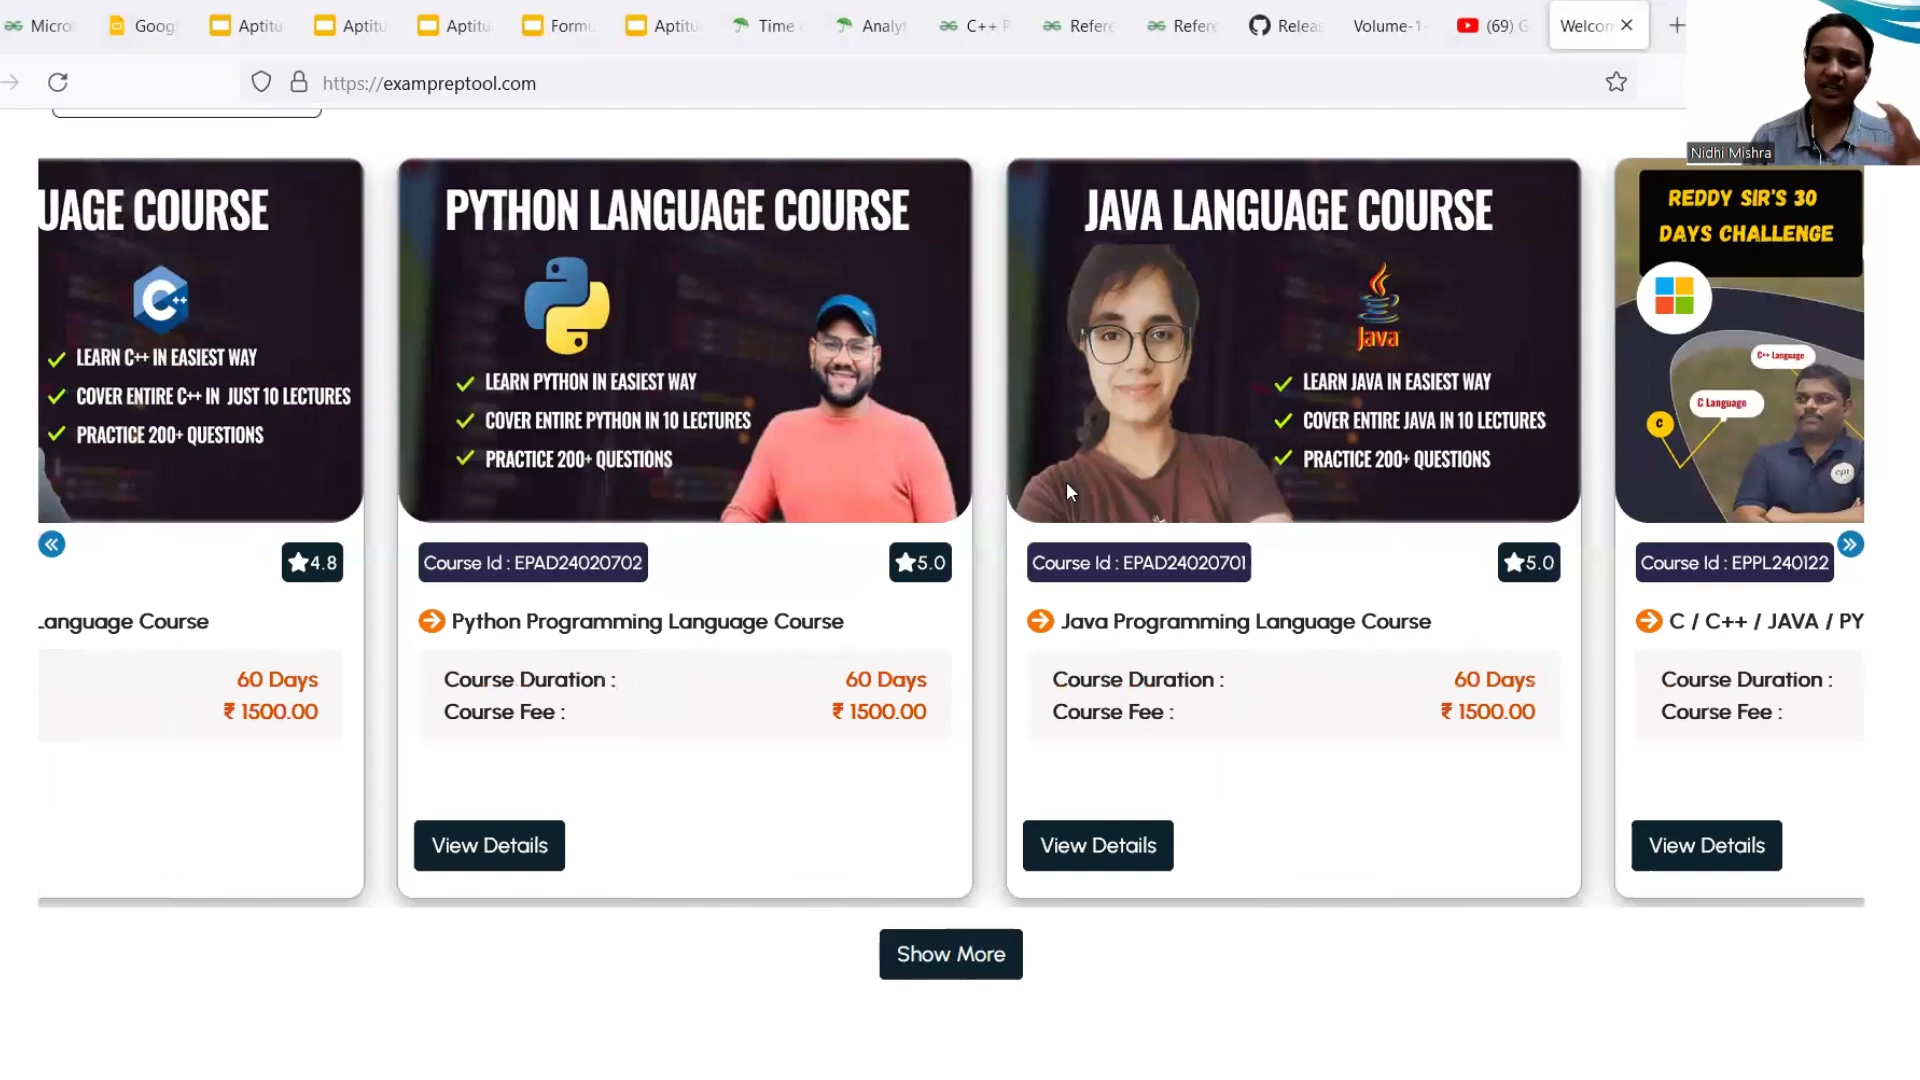 Micro
Goog
Aptitu
Aptitu
Aptitu
Formu
Aptitu
Time
Analyt
C++ P
Refere
Refere
Releas
Volume-1-
(69) G
Welcom
https://exampreptool.com
Nidhi Mishra
UAGE COURSE
C++
LEARN C++ IN EASIEST WAY
COVER ENTIRE C++ IN JUST 10 LECTURES
PRACTICE 200+ QUESTIONS
4.8
Language Course
60 Days
₹ 1500.00
PYTHON LANGUAGE COURSE
LEARN PYTHON IN EASIEST WAY
COVER ENTIRE PYTHON IN 10 LECTURES
PRACTICE 200+ QUESTIONS
Course Id : EPAD24020702
5.0
Python Programming Language Course
Course Duration : 60 Days
Course Fee : ₹ 1500.00
View Details
JAVA LANGUAGE COURSE
Java
LEARN JAVA IN EASIEST WAY
COVER ENTIRE JAVA IN 10 LECTURES
PRACTICE 200+ QUESTIONS
Course Id : EPAD24020701
5.0
Java Programming Language Course
Course Duration : 60 Days
Course Fee : ₹ 1500.00
View Details
REDDY SIR'S 30
DAYS CHALLENGE
C++ Language
C Language
C
ept
Course Id : EPPL240122
C / C++ / JAVA / PY
Course Duration :
Course Fee :
View Details
Show More